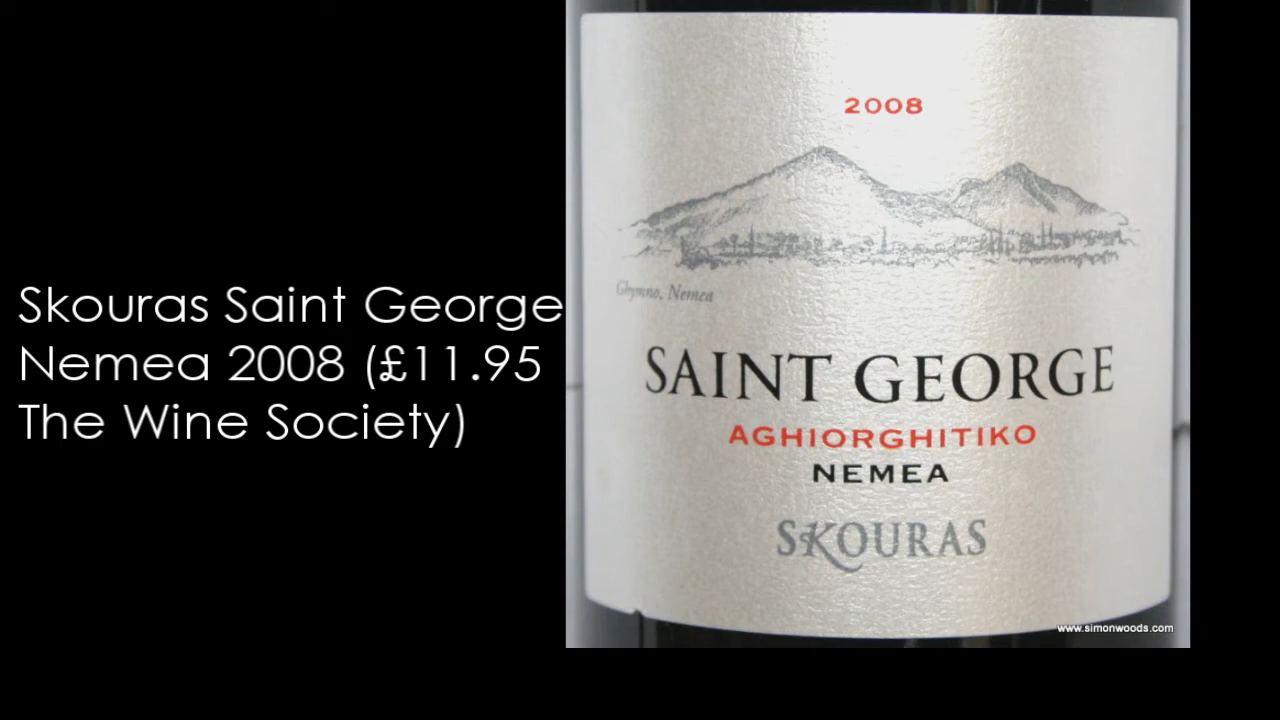 Skouras Saint George
Nemea 2008 (£11.95
The Wine Society)
2008
Nemea
SAINT GEORGE
AGHIORGHITIKO
NEMEA
SKOURAS
www.simonwoods.com